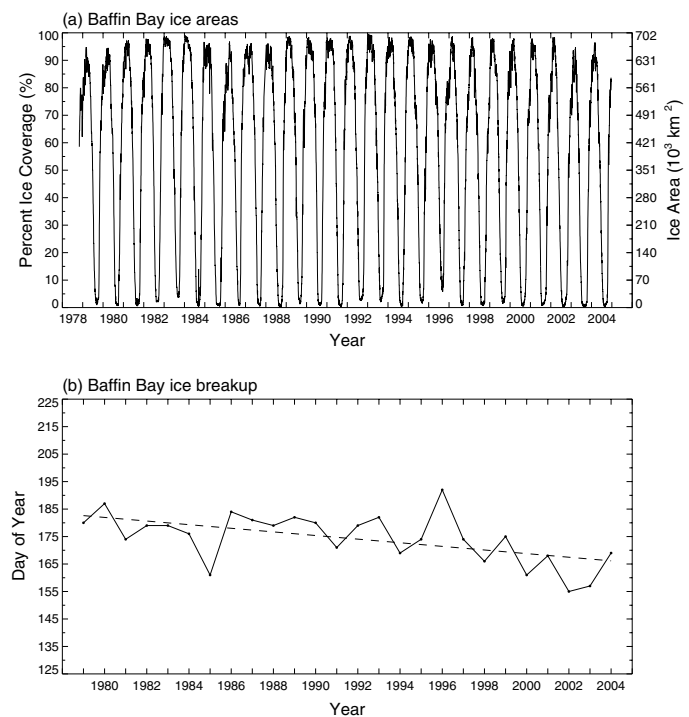 (a) Baffin Bay ice areas
100 702
90 631
80 561
70 491
60 421
50 351
40 280
30 210
20 140
10 70
0 0
Percent Ice Coverage (%)
Ice Area (10³ km²)
1978 1980 1982 1984 1986 1988 1990 1992 1994 1996 1998 2000 2002 2004
Year
(b) Baffin Bay ice breakup
225
215
205
195
185
175
165
155
145
135
125
Day of Year
1980 1982 1984 1986 1988 1990 1992 1994 1996 1998 2000 2002 2004
Year